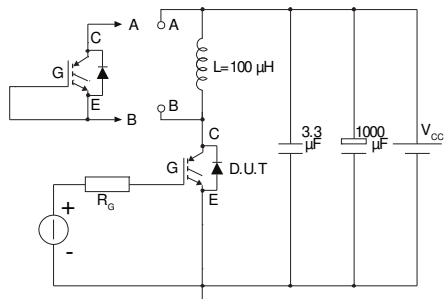 A A
C
G
E
B B
L=100 µH
C
G D.U.T
E
R_G
+
-
3.3 µF
1000 µF
V_CC